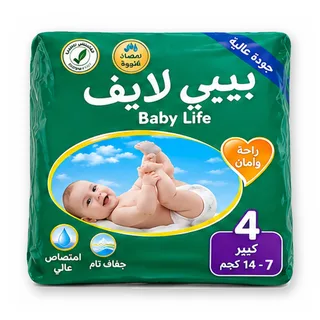 جودة عالية
بيبي لايف
Baby Life
راحة
وأمان
4
كبير
7 - 14 كجم
امتصاص
عالي
جفاف تام